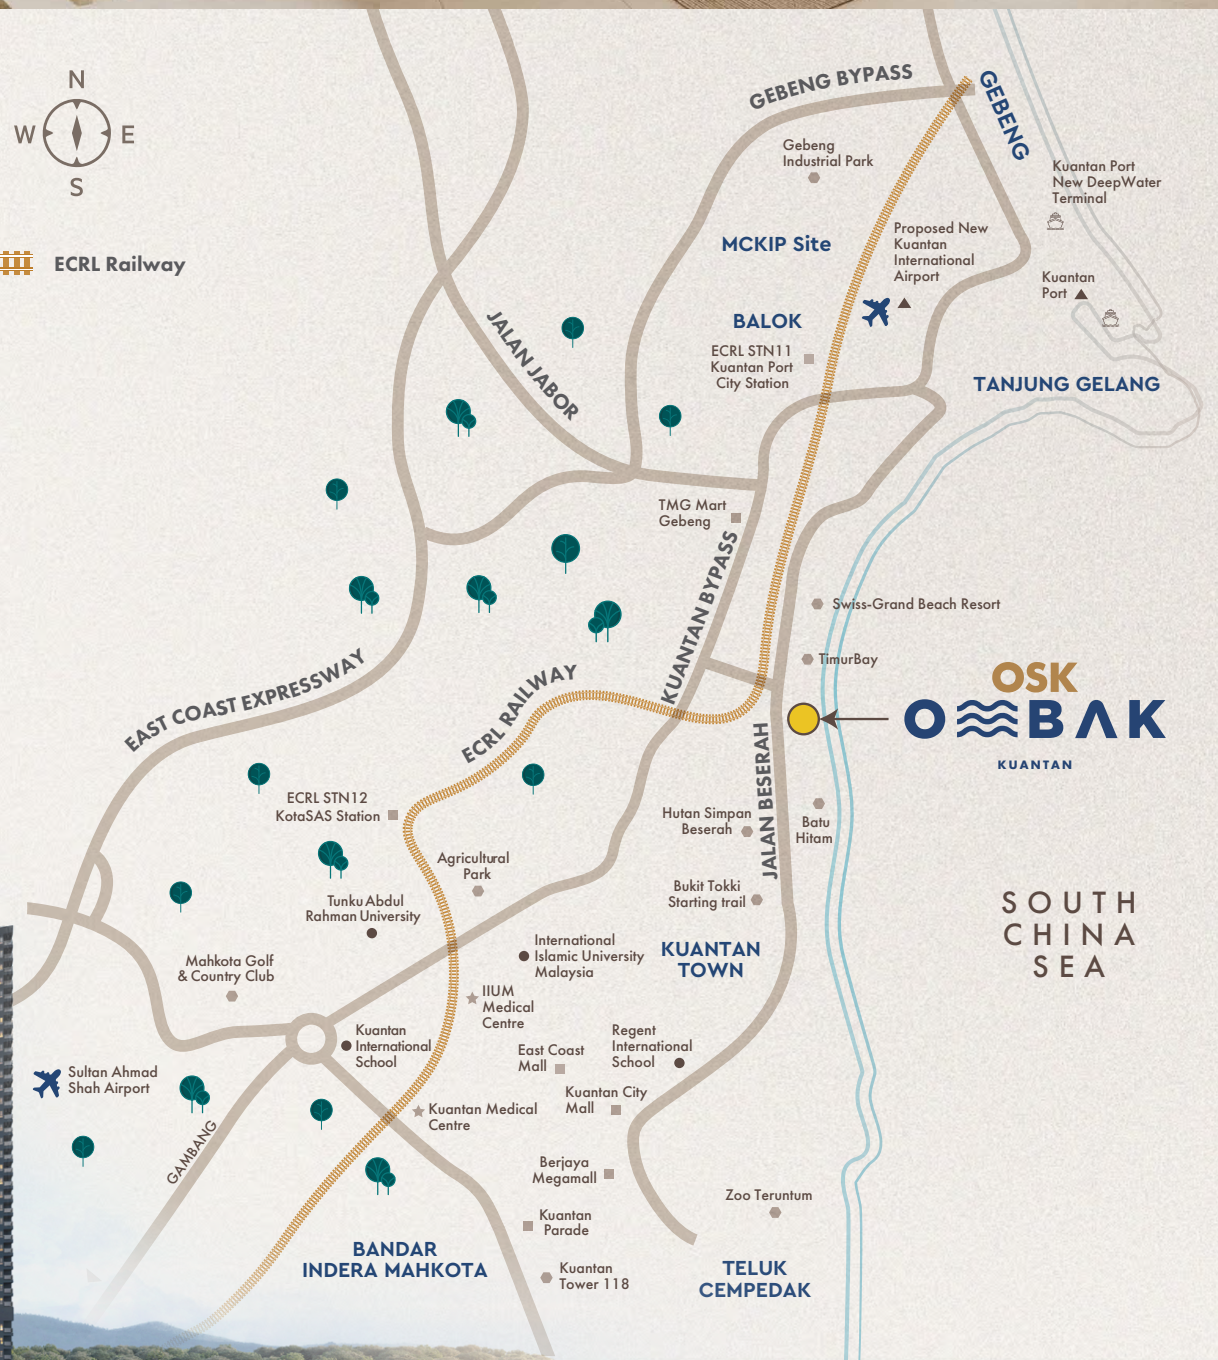 N
W
E
S
ECRL Railway
GEBENG BYPASS
GEBENG
Gebeng
Industrial Park
Kuantan Port
New DeepWater
Terminal
MCKIP Site
Proposed New
Kuantan
International
Airport
Kuantan
Port
BALOK
JALAN JABOR
ECRL STN11
Kuantan Port
City Station
TANJUNG GELANG
TMG Mart
Gebeng
KUANTAN BYPASS
Swiss-Grand Beach Resort
TimurBay
EAST COAST EXPRESSWAY
ECRL RAILWAY
OSK
OMBAK
KUANTAN
JALAN BESERAH
ECRL STN12
KotaSAS Station
Hutan Simpan
Beserah
Batu
Hitam
Agricultural
Park
Bukit Tokki
Starting trail
Tunku Abdul
Rahman University
SOUTH
CHINA
SEA
International
Islamic University
Malaysia
KUANTAN
TOWN
Mahkota Golf
& Country Club
IIUM
Medical
Centre
Kuantan
International
School
Regent
International
School
East Coast
Mall
Sultan Ahmad
Shah Airport
Kuantan City
Mall
Kuantan Medical
Centre
GAMBANG
Berjaya
Megamall
Zoo Teruntum
Kuantan
Parade
BANDAR
INDERA MAHKOTA
Kuantan
Tower 118
TELUK
CEMPEDAK